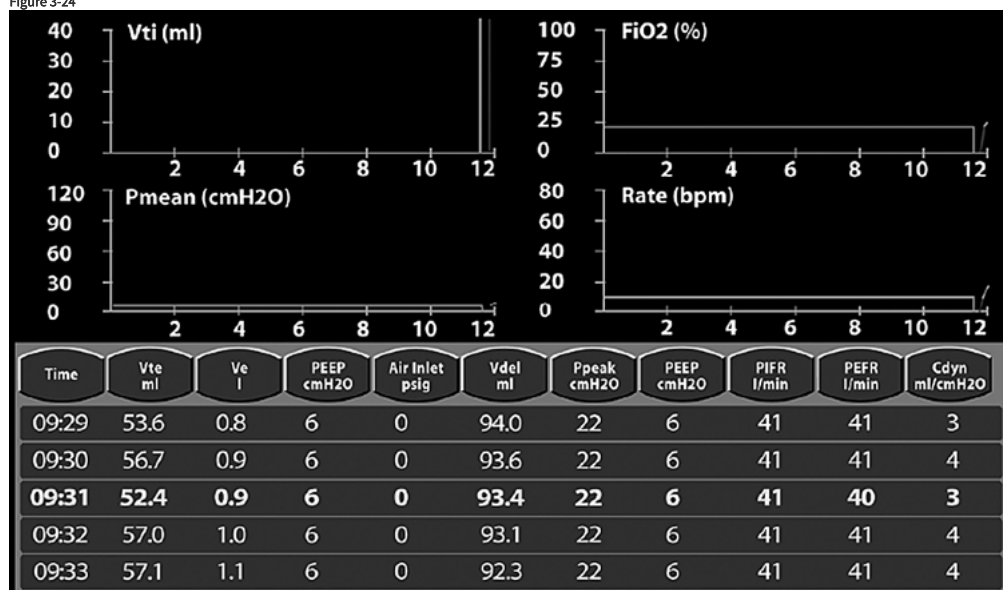 Figure 3-24
Vti (ml)
40
30
20
10
0
2 4 6 8 10 12
FiO2 (%)
100
75
50
25
0
2 4 6 8 10 12
Pmean (cmH2O)
120
90
60
30
0
2 4 6 8 10 12
Rate (bpm)
80
60
40
20
0
2 4 6 8 10 12
Time Vte ml Ve l PEEP cmH2O Air Inlet psig Vdel ml Ppeak cmH2O PEEP cmH2O PIFR l/min PEFR l/min Cdyn ml/cmH2O
09:29 53.6 0.8 6 0 94.0 22 6 41 41 3
09:30 56.7 0.9 6 0 93.6 22 6 41 41 4
09:31 52.4 0.9 6 0 93.4 22 6 41 40 3
09:32 57.0 1.0 6 0 93.1 22 6 41 41 4
09:33 57.1 1.1 6 0 92.3 22 6 41 41 4